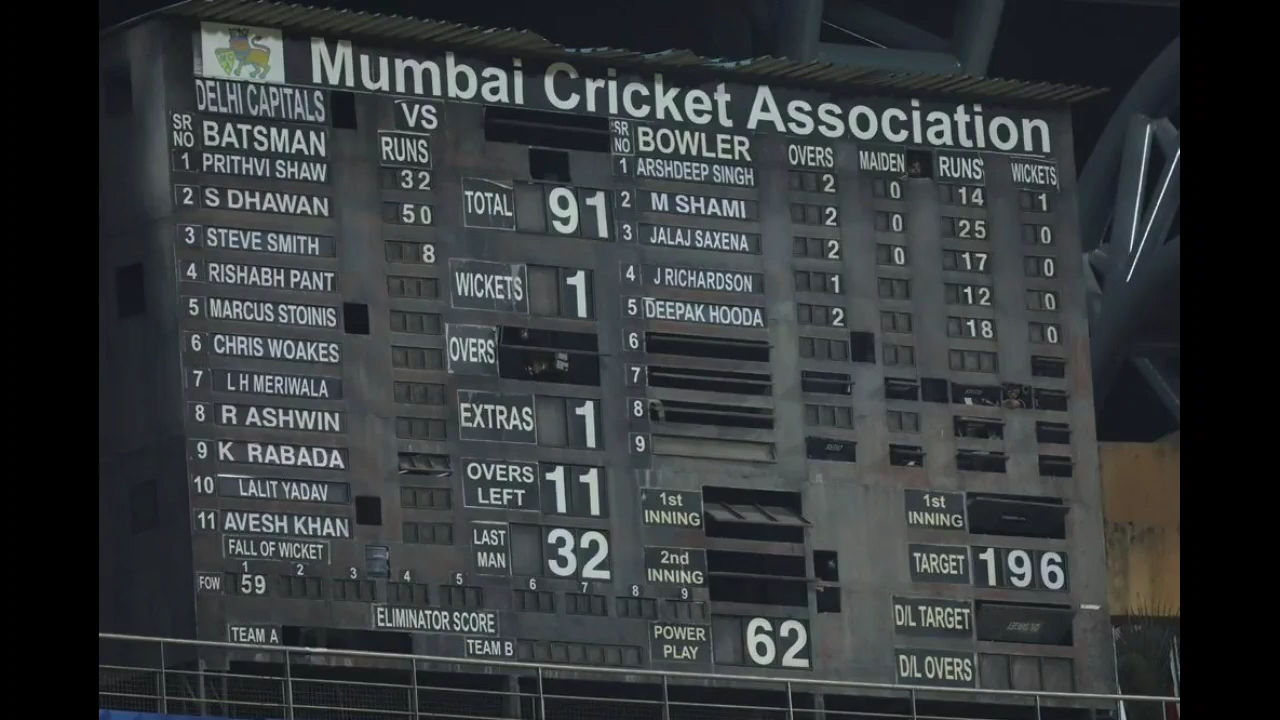 Mumbai Cricket Association
DELHI CAPITALS VS
SR NO BATSMAN RUNS SR NO BOWLER OVERS MAIDEN RUNS WICKETS
1 PRITHVI SHAW 32 1 ARSHDEEP SINGH 2 0 14 1
2 S DHAWAN 50 TOTAL 91 2 M SHAMI 2 0 25 0
3 STEVE SMITH 8 3 JALAJ SAXENA 2 0 17 0
4 RISHABH PANT WICKETS 1 4 J RICHARDSON 1 12 0
5 MARCUS STOINIS 5 DEEPAK HOODA 2 18 0
6 CHRIS WOAKES OVERS 6
7 L H MERIWALA 7
8 R ASHWIN EXTRAS 1 8
9 K RABADA 9
10 LALIT YADAV OVERS LEFT 11 1st INNING 1st INNING
11 AVESH KHAN LAST MAN 32 2nd INNING TARGET 196
FALL OF WICKET
1 2 3 4 5 6 7 8 9
FOW 59
ELIMINATOR SCORE POWER PLAY 62 D/L TARGET
TEAM A TEAM B D/L OVERS